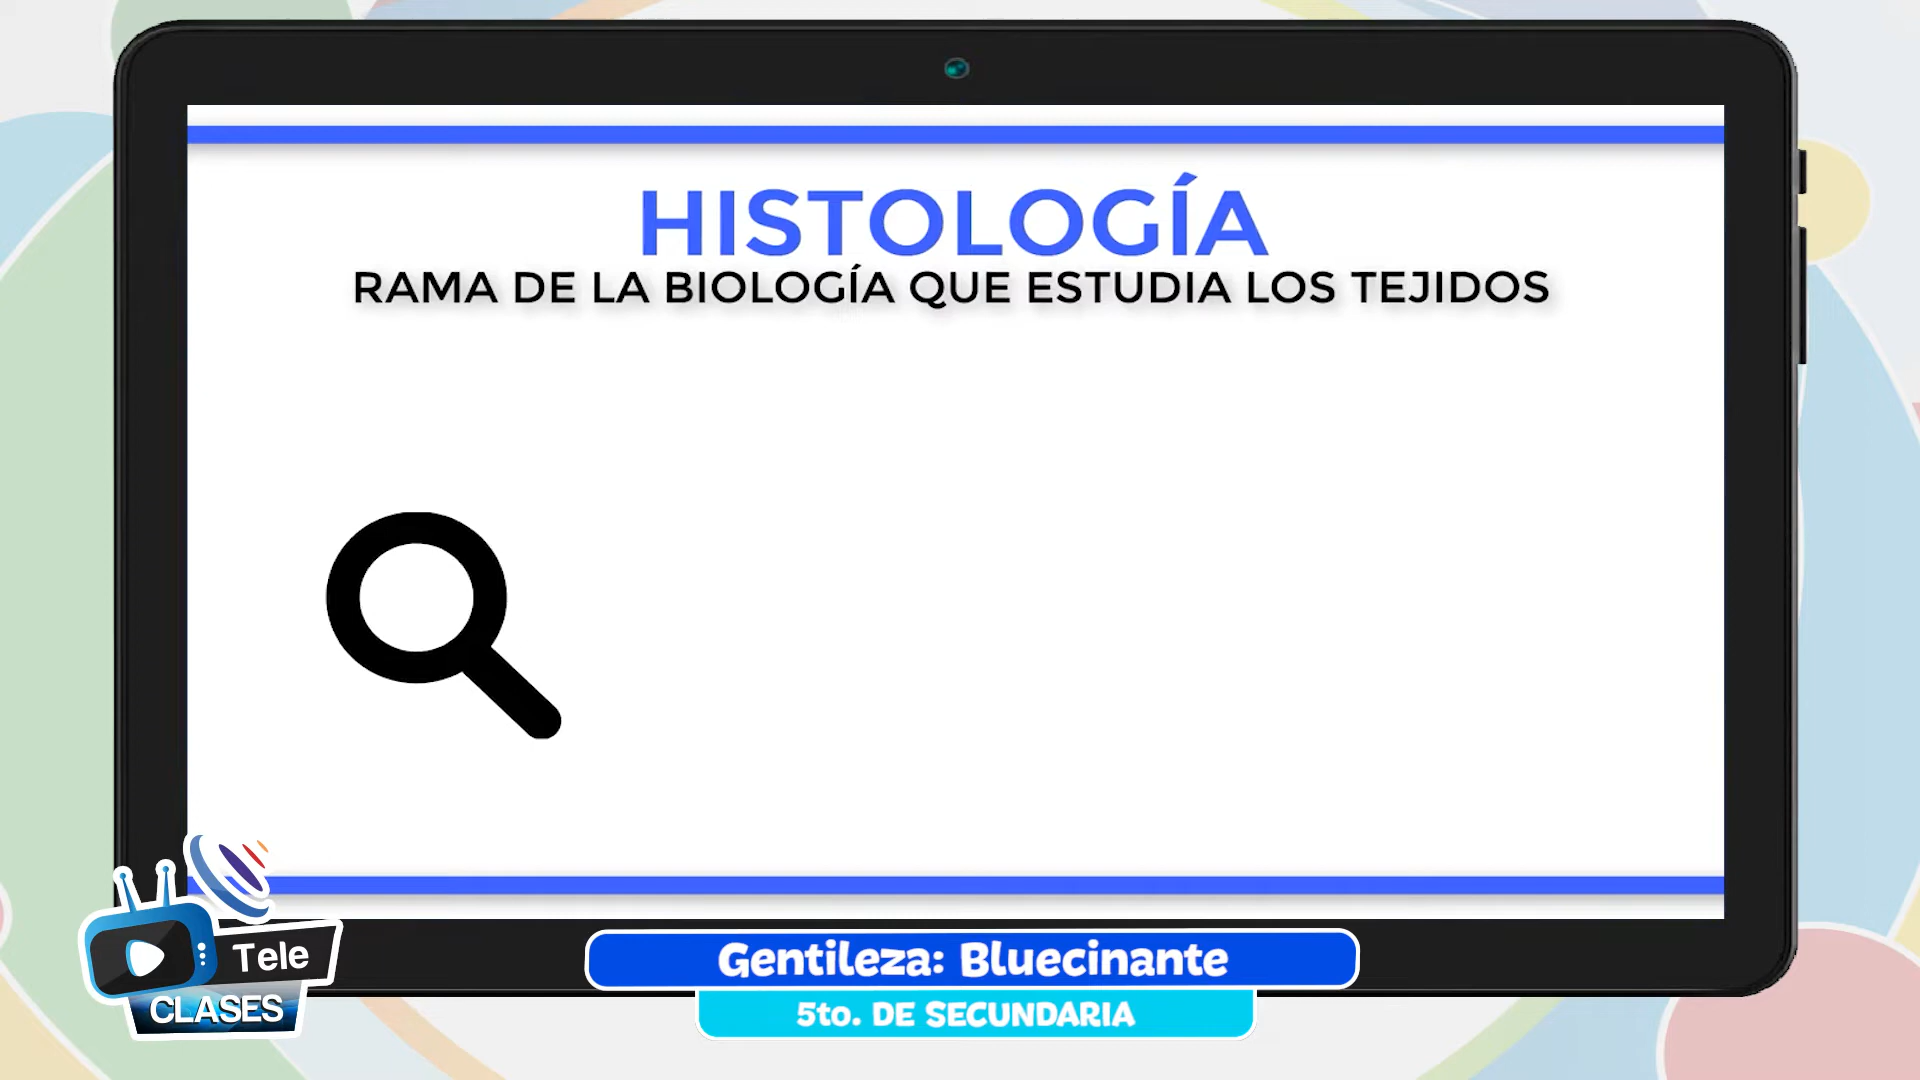 HISTOLOGÍA
RAMA DE LA BIOLOGÍA QUE ESTUDIA LOS TEJIDOS
Tele
CLASES
Gentileza: Bluecinante
5to. DE SECUNDARIA